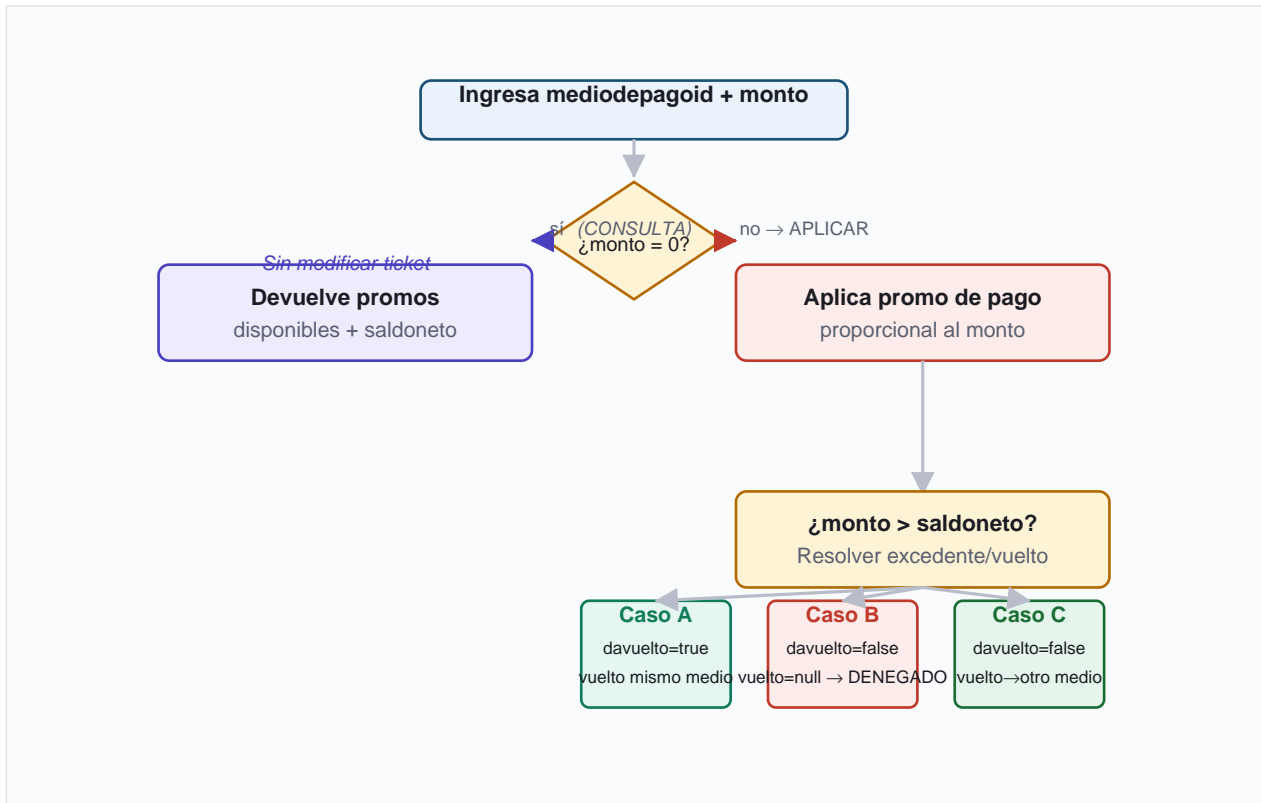 Ingresa mediodepagoid + monto
sí (CONSULTA)
¿monto = 0?
no → APLICAR
Sin modificar ticket
Devuelve promos
disponibles + saldoneto
Aplica promo de pago
proporcional al monto
¿monto > saldoneto?
Resolver excedente/vuelto
Caso A
davuelto=true
vuelto mismo medio
Caso B
davuelto=false
vuelto=null → DENEGADO
Caso C
davuelto=false
vuelto→otro medio